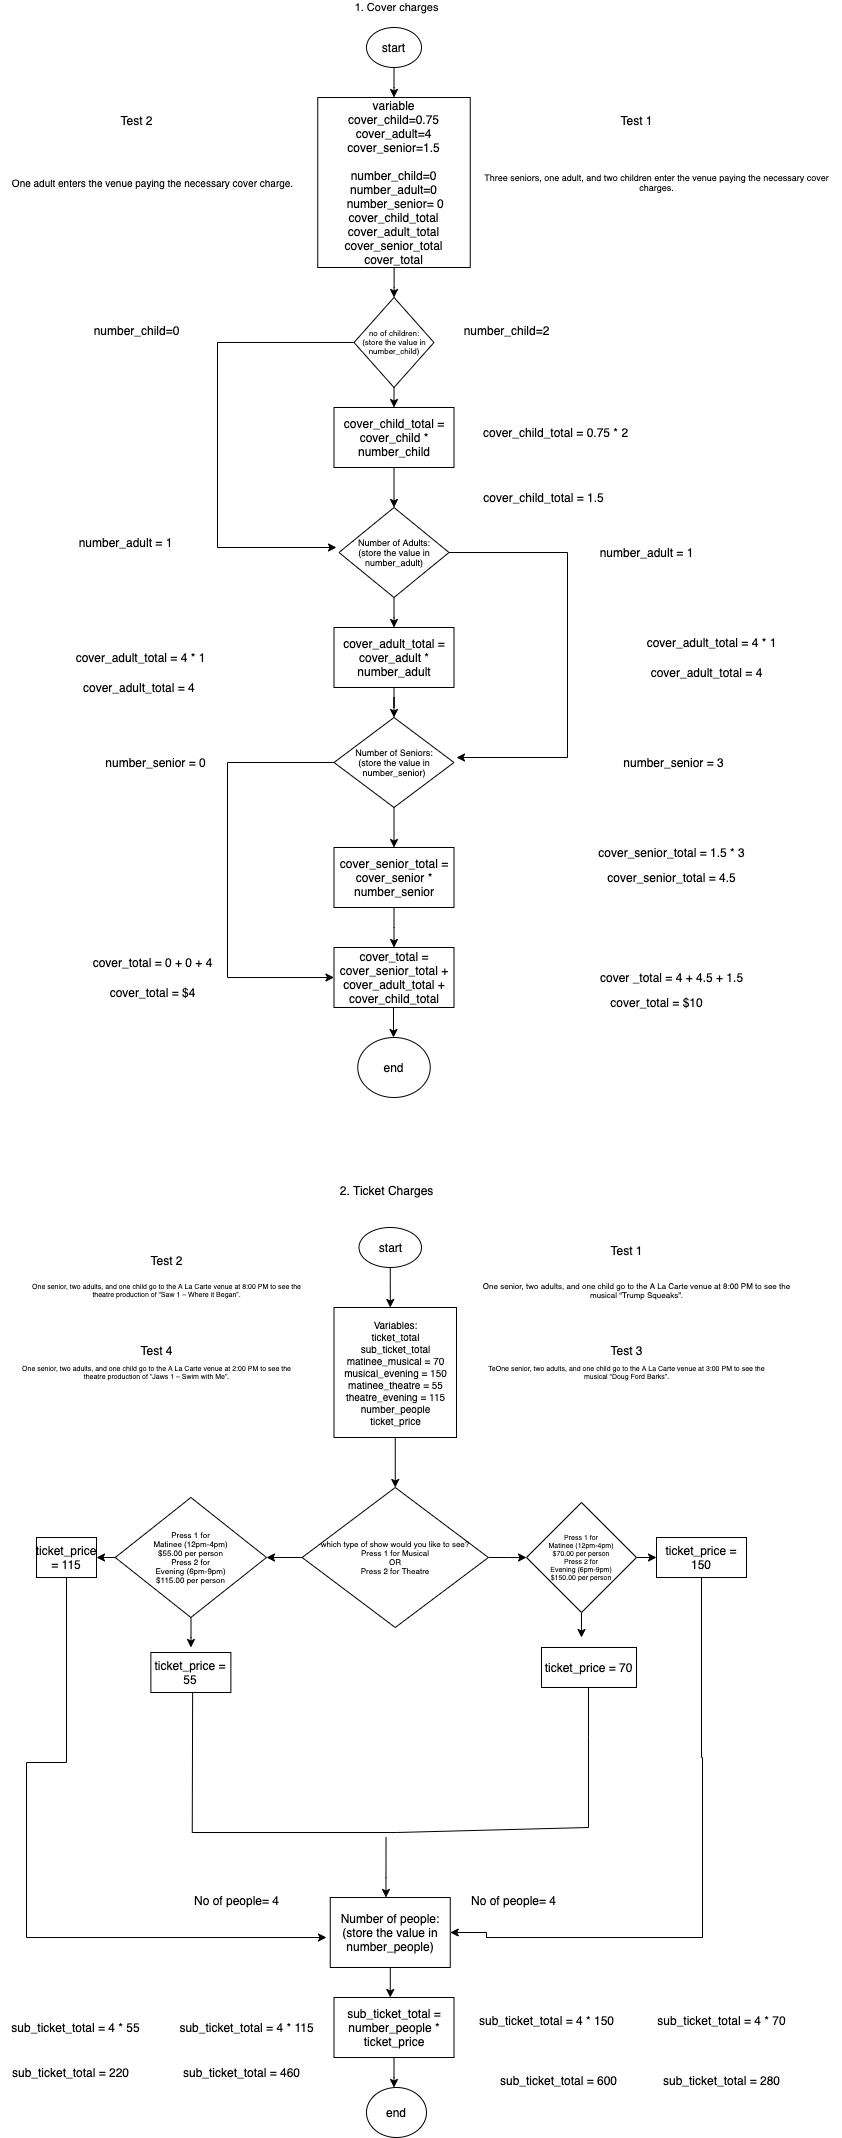 1. Cover charges
start
Test 2
Test 1
variable
cover_child=0.75
cover_adult=4
cover_senior=1.5
number_child=0
number_adult=0
number_senior= 0
cover_child_total
cover_adult_total
cover_senior_total
cover_total
One adult enters the venue paying the necessary cover charge.
Three seniors, one adult, and two children enter the venue paying the necessary cover
charges.
number_child=0
no of children:
(store the value in
number_child)
number_child=2
cover_child_total =
cover_child *
number_child
cover_child_total = 0.75 * 2
cover_child_total = 1.5
number_adult = 1
Number of Adults:
(store the value in
number_adult)
number_adult = 1
cover_adult_total = 4 * 1
cover_adult_total = 4
cover_adult_total =
cover_adult *
number_adult
cover_adult_total = 4 * 1
cover_adult_total = 4
number_senior = 0
Number of Seniors:
(store the value in
number_senior)
number_senior = 3
cover_senior_total =
cover_senior *
number_senior
cover_senior_total = 1.5 * 3
cover_senior_total = 4.5
cover_total = 0 + 0 + 4
cover_total = $4
cover_total =
cover_senior_total +
cover_adult_total +
cover_child_total
cover _total = 4 + 4.5 + 1.5
cover_total = $10
end
2. Ticket Charges
start
Test 2
One senior, two adults, and one child go to the A La Carte venue at 8:00 PM to see the
theatre production of “Saw 1 – Where it Began”.
Test 1
One senior, two adults, and one child go to the A La Carte venue at 8:00 PM to see the
musical “Trump Squeaks”.
Test 4
One senior, two adults, and one child go to the A La Carte venue at 2:00 PM to see the
theatre production of “Jaws 1 – Swim with Me”.
Variables:
ticket_total
sub_ticket_total
matinee_musical = 70
musical_evening = 150
matinee_theatre = 55
theatre_evening = 115
number_people
ticket_price
Test 3
TeOne senior, two adults, and one child go to the A La Carte venue at 3:00 PM to see the
musical “Doug Ford Barks”.
ticket_price
= 115
Press 1 for
Matinee (12pm-4pm)
$55.00 per person
Press 2 for
Evening (6pm-9pm)
$115.00 per person
which type of show would you like to see?
Press 1 for Musical
OR
Press 2 for Theatre
Press 1 for
Matinee (12pm-4pm)
$70.00 per person
Press 2 for
Evening (6pm-9pm)
$150.00 per person
ticket_price =
150
ticket_price =
55
ticket_price = 70
No of people= 4
Number of people:
(store the value in
number_people)
No of people= 4
sub_ticket_total = 4 * 55
sub_ticket_total = 4 * 115
sub_ticket_total =
number_people *
ticket_price
sub_ticket_total = 4 * 150
sub_ticket_total = 4 * 70
sub_ticket_total = 220
sub_ticket_total = 460
sub_ticket_total = 600
sub_ticket_total = 280
end